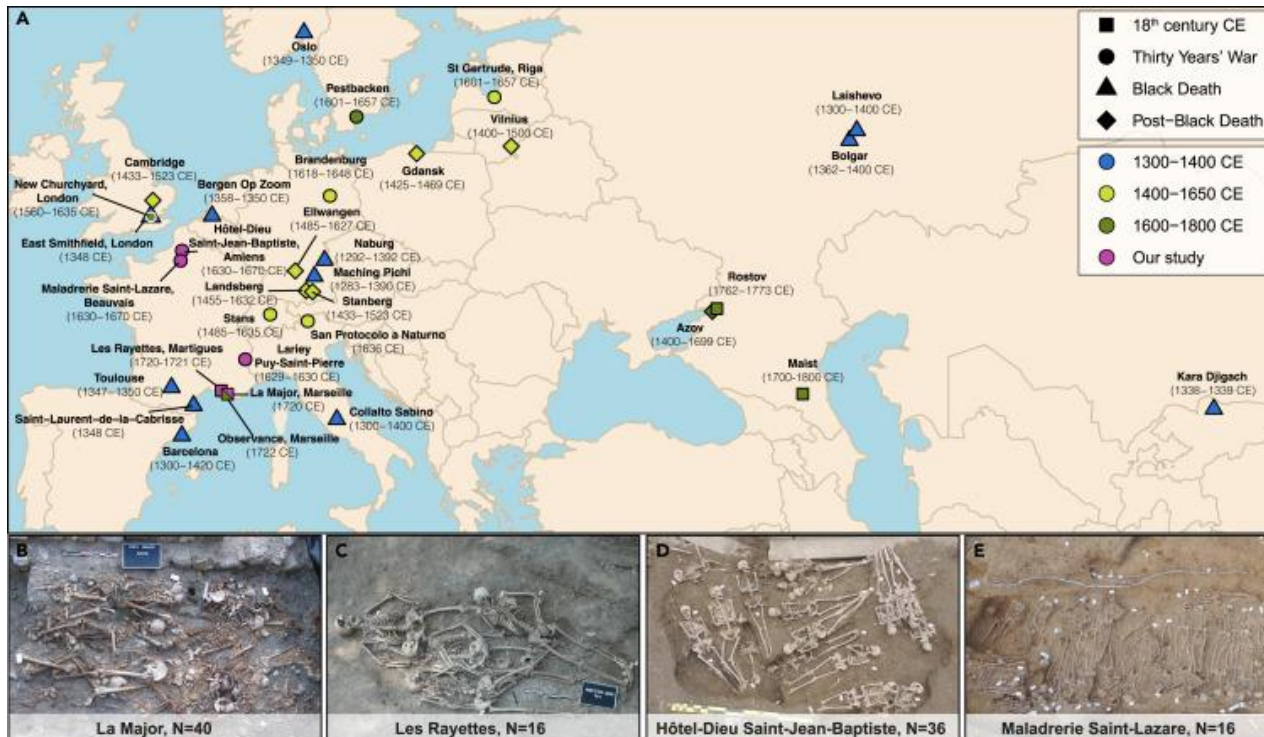 A
Oslo
(1349–1350 CE)
Pestbacken
(1601–1657 CE)
St Gertrude, Riga
(1601–1657 CE)
Vilnius
(1400–1500 CE)
Laishevo
(1300–1400 CE)
Bolgar
(1362–1400 CE)
Cambridge
(1433–1523 CE)
New Churchyard,
London
(1560–1635 CE)
East Smithfield, London
(1348 CE)
Bergen Op Zoom
(1358–1350 CE)
Brandenburg
(1618–1648 CE)
Gdansk
(1425–1469 CE)
Ellwangen
(1485–1627 CE)
Hôtel-Dieu
Saint-Jean-Baptiste,
Amiens
(1630–1670 CE)
Maladrerie Saint-Lazare,
Beauvais
(1630–1670 CE)
Naburg
(1292–1392 CE)
Maching Pichl
(1283–1390 CE)
Landsberg
(1455–1632 CE)
Stanberg
(1433–1523 CE)
Stans
(1485–1635 CE)
San Protocolo a Naturno
(1636 CE)
Les Rayettes, Martigues
(1720-1721 CE)
Larley
Puy-Saint-Pierre
(1629–1630 CE)
Toulouse
(1347–1350 CE)
La Major, Marseille
(1720 CE)
Saint–Laurent–de–la–Cabrisse
(1348 CE)
Collalto Sabino
(1300–1400 CE)
Barcelona
(1300–1420 CE)
Observance, Marseille
(1722 CE)
Rostov
(1762–1773 CE)
Azov
(1400–1699 CE)
Maist
(1700-1800 CE)
Kara Djigach
(1338–1339 CE)
18th century CE
Thirty Years' War
Black Death
Post–Black Death
1300–1400 CE
1400–1650 CE
1600–1800 CE
Our study
B
La Major, N=40
C
Les Rayettes, N=16
D
Hôtel-Dieu Saint-Jean-Baptiste, N=36
E
Maladrerie Saint-Lazare, N=16